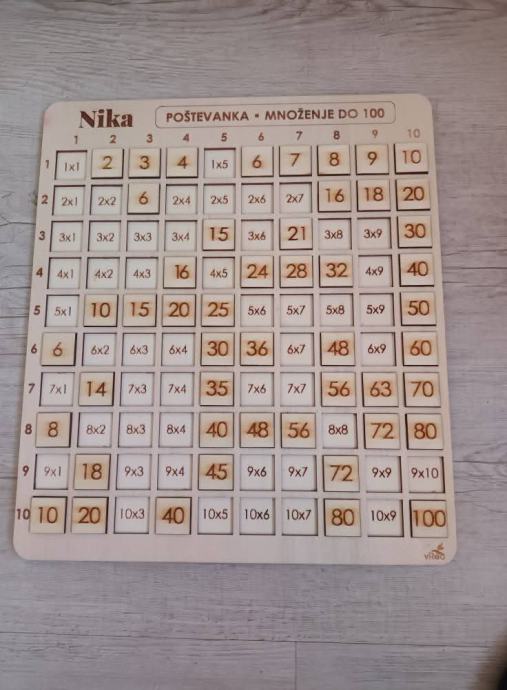 Nika
POŠTEVANKA • MNOŽENJE DO 100
1 2 3 4 5 6 7 8 9 10
1 1x1 2 3 4 1x5 6 7 8 9 10
2 2x1 2x2 6 2x4 2x5 2x6 2x7 16 18 20
3 3x1 3x2 3x3 3x4 15 3x6 21 3x8 3x9 30
4 4x1 4x2 4x3 16 4x5 24 28 32 4x9 40
5 5x1 10 15 20 25 5x6 5x7 5x8 5x9 50
6 6 6x2 6x3 6x4 30 36 6x7 48 6x9 60
7 7x1 14 7x3 7x4 35 7x6 7x7 56 63 70
8 8 8x2 8x3 8x4 40 48 56 8x8 72 80
9 9x1 18 9x3 9x4 45 9x6 9x7 72 9x9 9x10
10 10 20 10x3 40 10x5 10x6 10x7 80 10x9 100